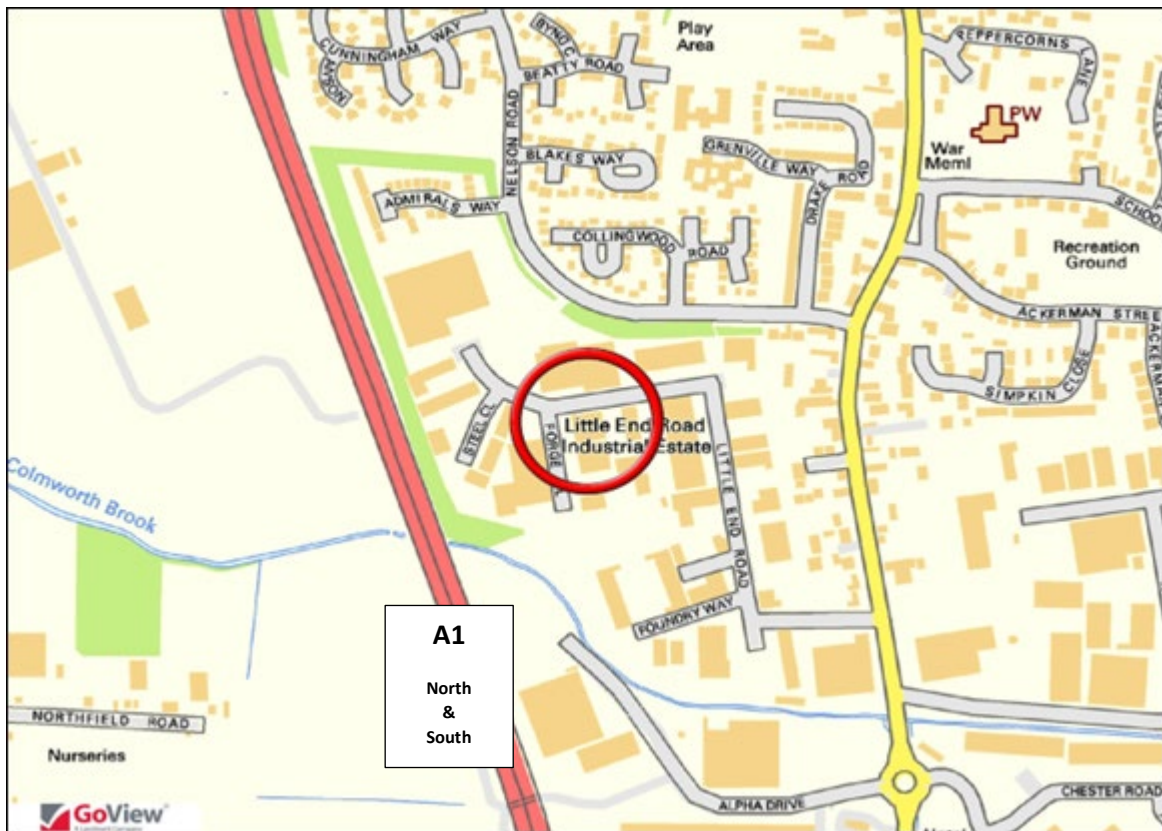 Play
Area
CUNNINGHAM WAY
BYNG C
BEATTY ROAD
NELSON ROAD
BLAKES WAY
ADMIRALS WAY
COLLINGWOOD
ROAD
GRENVILLE WAY
DRAKE ROAD
PEPPERCORNS
LANE
PW
War
Meml
SCHOOL
Recreation
Ground
ACKERMAN STREE
ACKERMAN
SIMPKIN CLOSE
STEEL CL
FORGE
Little End Road
Industrial Estate
LITTLE END ROAD
FOUNDRY WAY
Colmworth Brook
A1
North
&
South
NORTHFIELD ROAD
Nurseries
GoView
ALPHA DRIVE
CHESTER ROAD